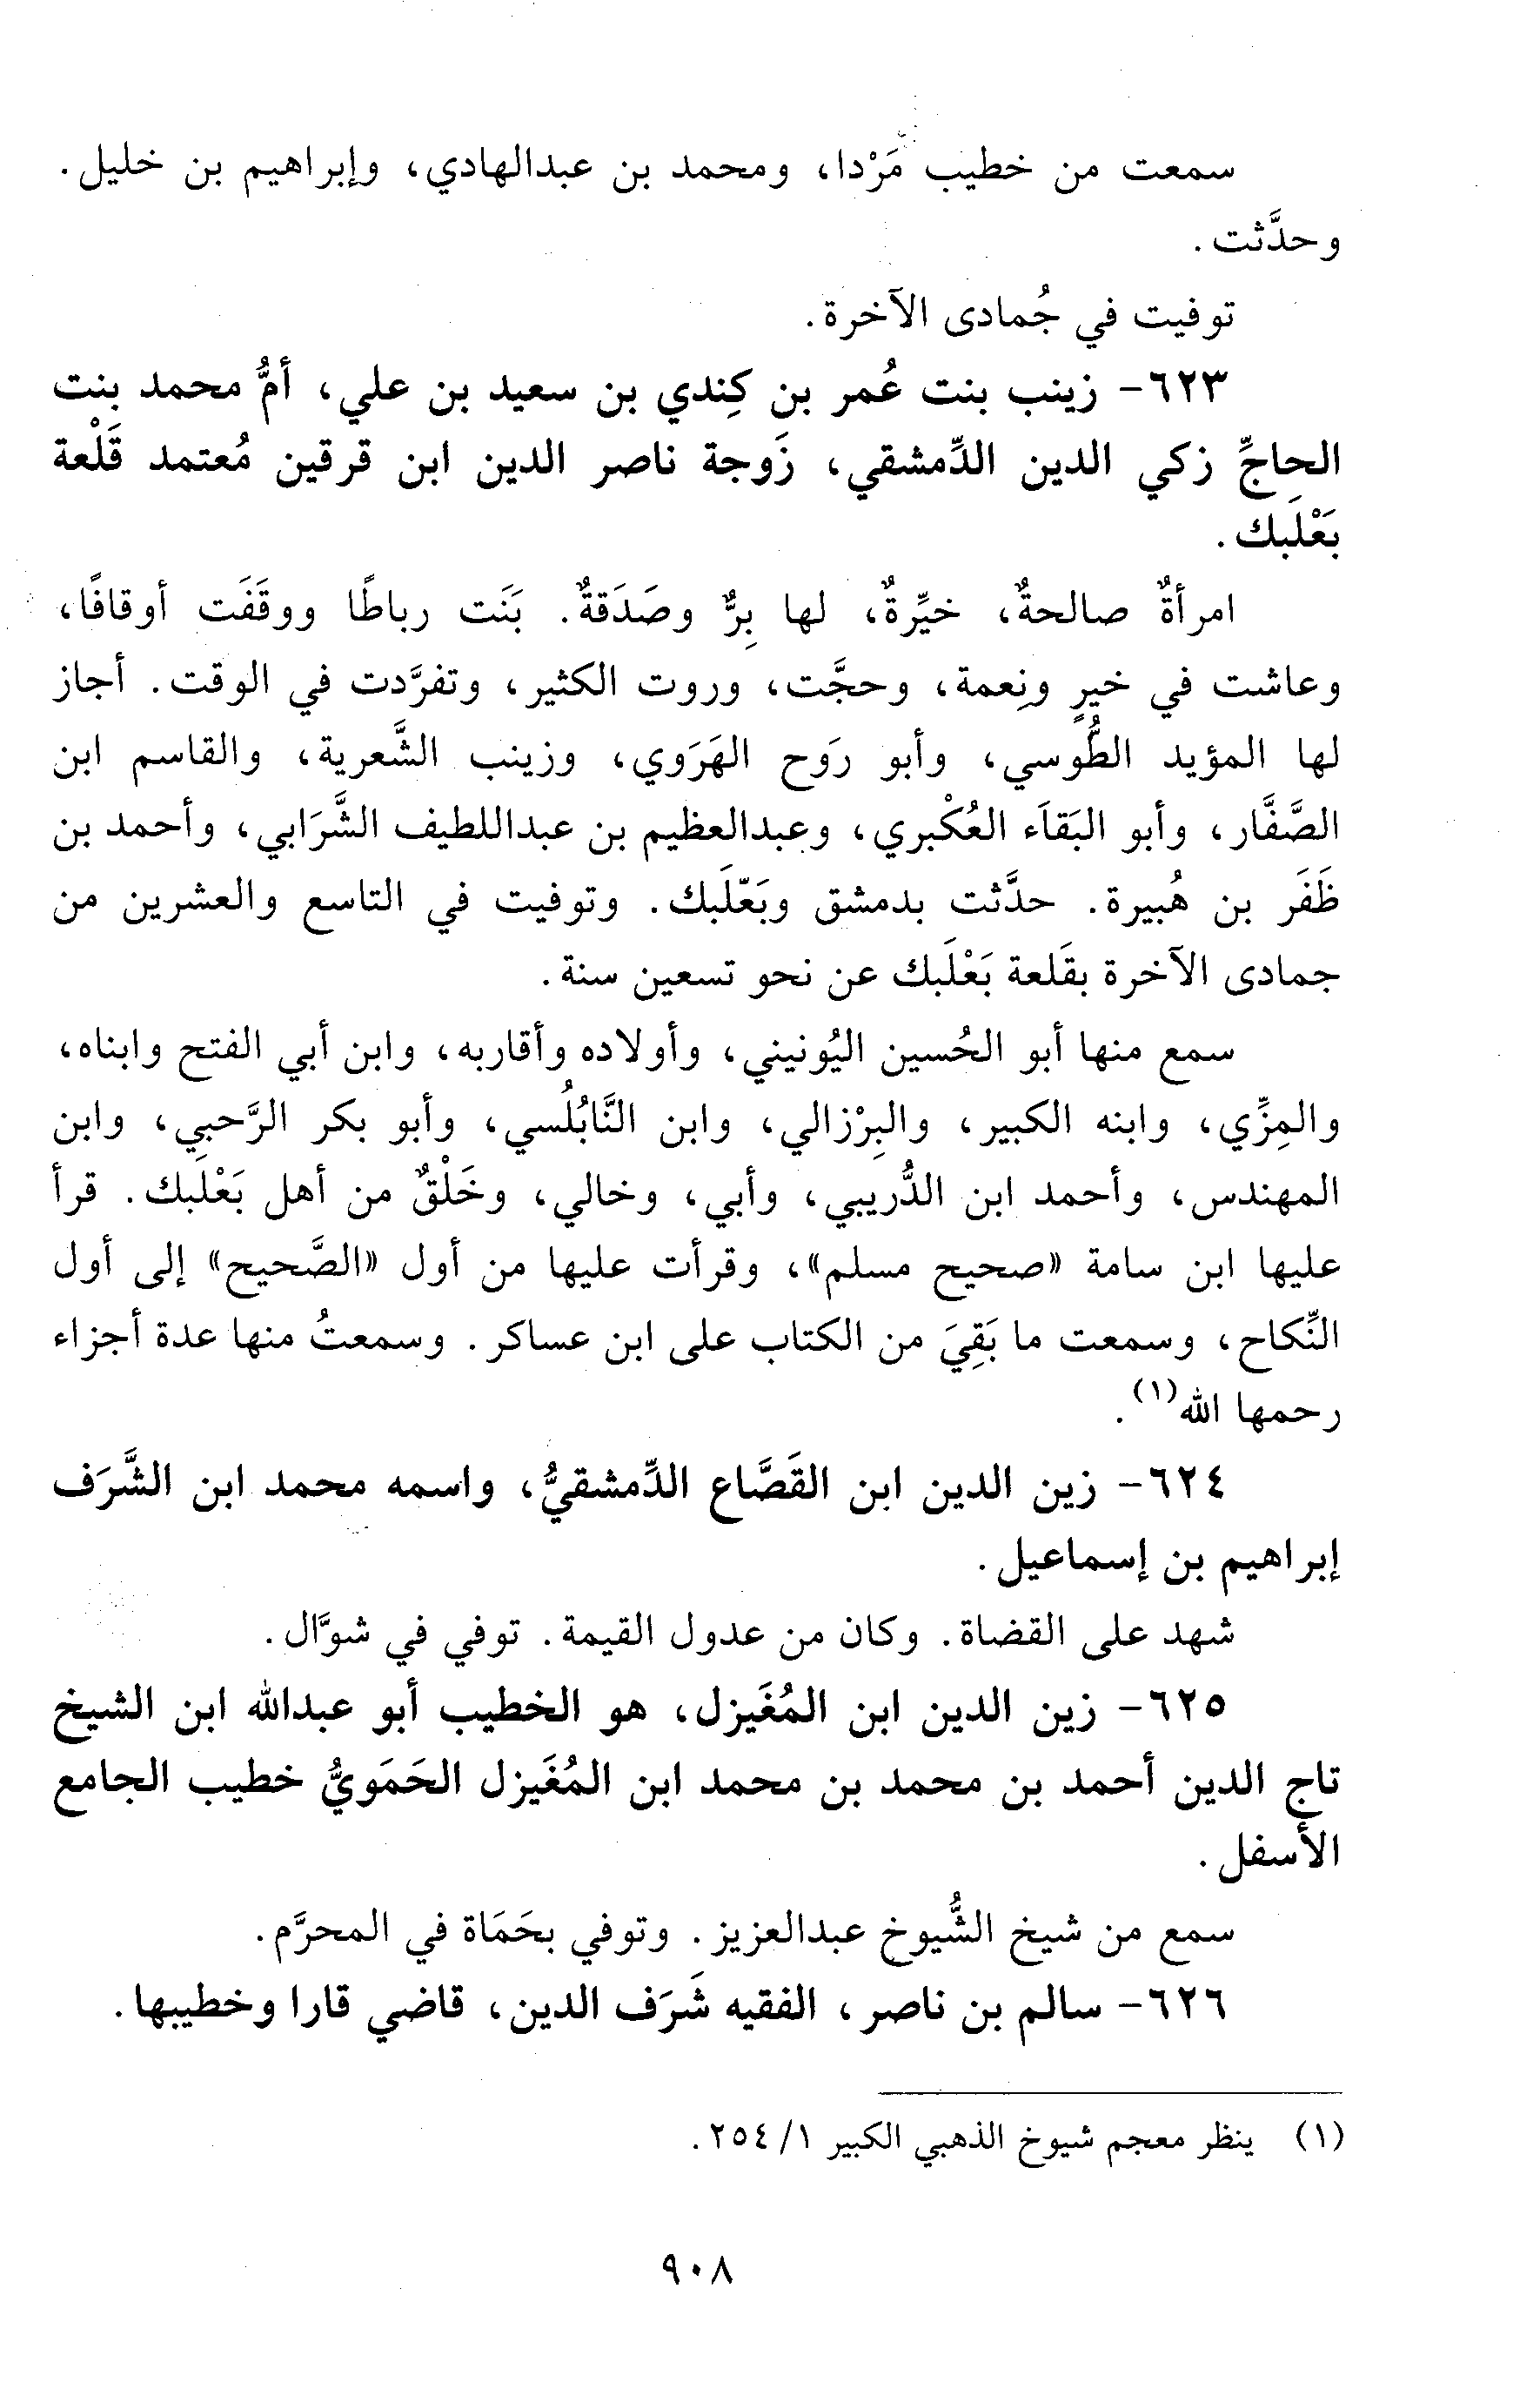 سمعت من خطيب مَرْدا، ومحمد بن عبدالهادي، وإبراهيم بن خليل.
وحدَّثت.
توفيت في جُمادى الآخرة.
٦٢٣- زينب بنت عُمر بن كِندي بن سعيد بن علي، أمُّ محمد بنت
الحاجِّ زكي الدين الدِّمشقي، زَوجة ناصر الدين ابن قرقين مُعتمد قَلْعة
بَعْلَبك.
امرأةٌ صالحةٌ، خيِّرةٌ، لها بِرٌّ وصَدَقةٌ. بَنَت رباطًا ووقَفَت أوقافًا،
وعاشت في خيرٍ ونِعمة، وحجَّت، وروت الكثير، وتفرَّدت في الوقت. أجاز
لها المؤيد الطُّوسي، وأبو رَوح الهَرَوي، وزينب الشَّعرية، والقاسم ابن
الصَّفَّار، وأبو البَقاَء العُكْبري، وعبدالعظيم بن عبداللطيف الشَّرَابي، وأحمد بن
ظَفَر بن هُبيرة. حدَّثت بدمشق وبَعّلَبك. وتوفيت في التاسع والعشرين من
جمادى الآخرة بقَلعة بَعْلَبك عن نحو تسعين سنة.
سمع منها أبو الحُسين اليُونيني، وأولاده وأقاربه، وابن أبي الفتح وابناه،
والمِزِّي، وابنه الكبير، والبِرْزالي، وابن النَّابُلُسي، وأبو بكر الرَّحبي، وابن
المهندس، وأحمد ابن الدُّريبي، وأبي، وخالي، وخَلْقٌ من أهل بَعْلَبك. قرأ
عليها ابن سامة «صحيح مسلم»، وقرأت عليها من أول «الصَّحيح» إلى أول
النِّكاح، وسمعت ما بَقِيَ من الكتاب على ابن عساكر. وسمعتُ منها عدة أجزاء
رحمها الله(١).
٦٢٤- زين الدين ابن القَصَّاع الدِّمشقيُّ، واسمه محمد ابن الشَّرَف
إبراهيم بن إسماعيل.
شهد على القضاة. وكان من عدول القيمة. توفي في شوَّال.
٦٢٥- زين الدين ابن المُغَيزل، هو الخطيب أبو عبدالله ابن الشيخ
تاج الدين أحمد بن محمد بن محمد ابن المُغَيزل الحَمَويُّ خطيب الجامع
الأسفل.
سمع من شيخ الشُّيوخ عبدالعزيز. وتوفي بحَمَاة في المحرَّم.
٦٢٦- سالم بن ناصر، الفقيه شَرَف الدين، قاضي قارا وخطيبها.
(١) ينظر معجم شيوخ الذهبي الكبير ١/ ٢٥٤.
٩٠٨